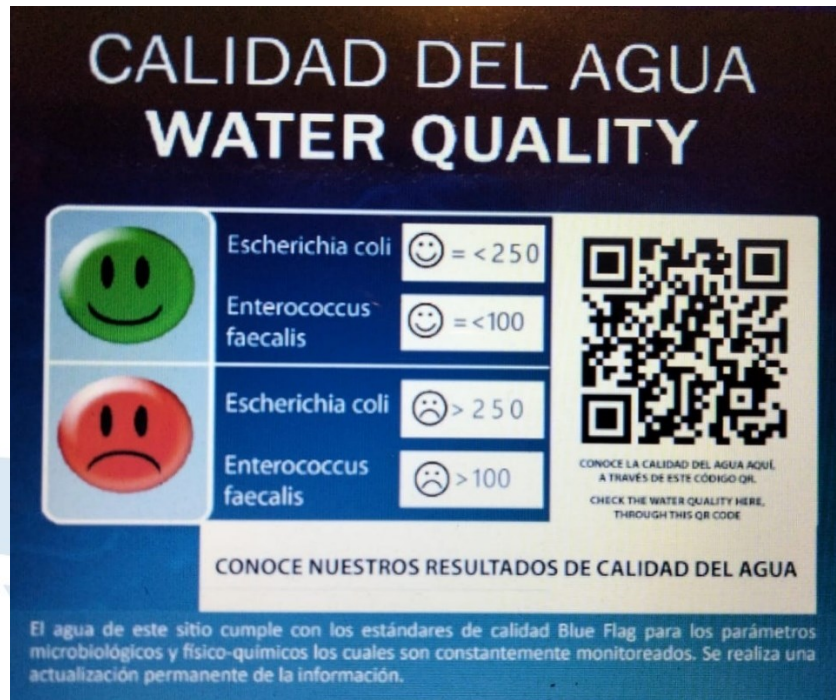 CALIDAD DEL AGUA
WATER QUALITY
Escherichia coli = <250
Enterococcus
faecalis = <100
Escherichia coli > 250
Enterococcus
faecalis >100
CONOCE LA CALIDAD DEL AGUA AQUÍ,
A TRAVÉS DE ESTE CÓDIGO QR.
CHECK THE WATER QUALITY HERE,
THROUGH THIS QR CODE
CONOCE NUESTROS RESULTADOS DE CALIDAD DEL AGUA
El agua de este sitio cumple con los estándares de calidad Blue Flag para los parámetros
microbiológicos y físico-químicos los cuales son constantemente monitoreados. Se realiza una
actualización permanente de la información.